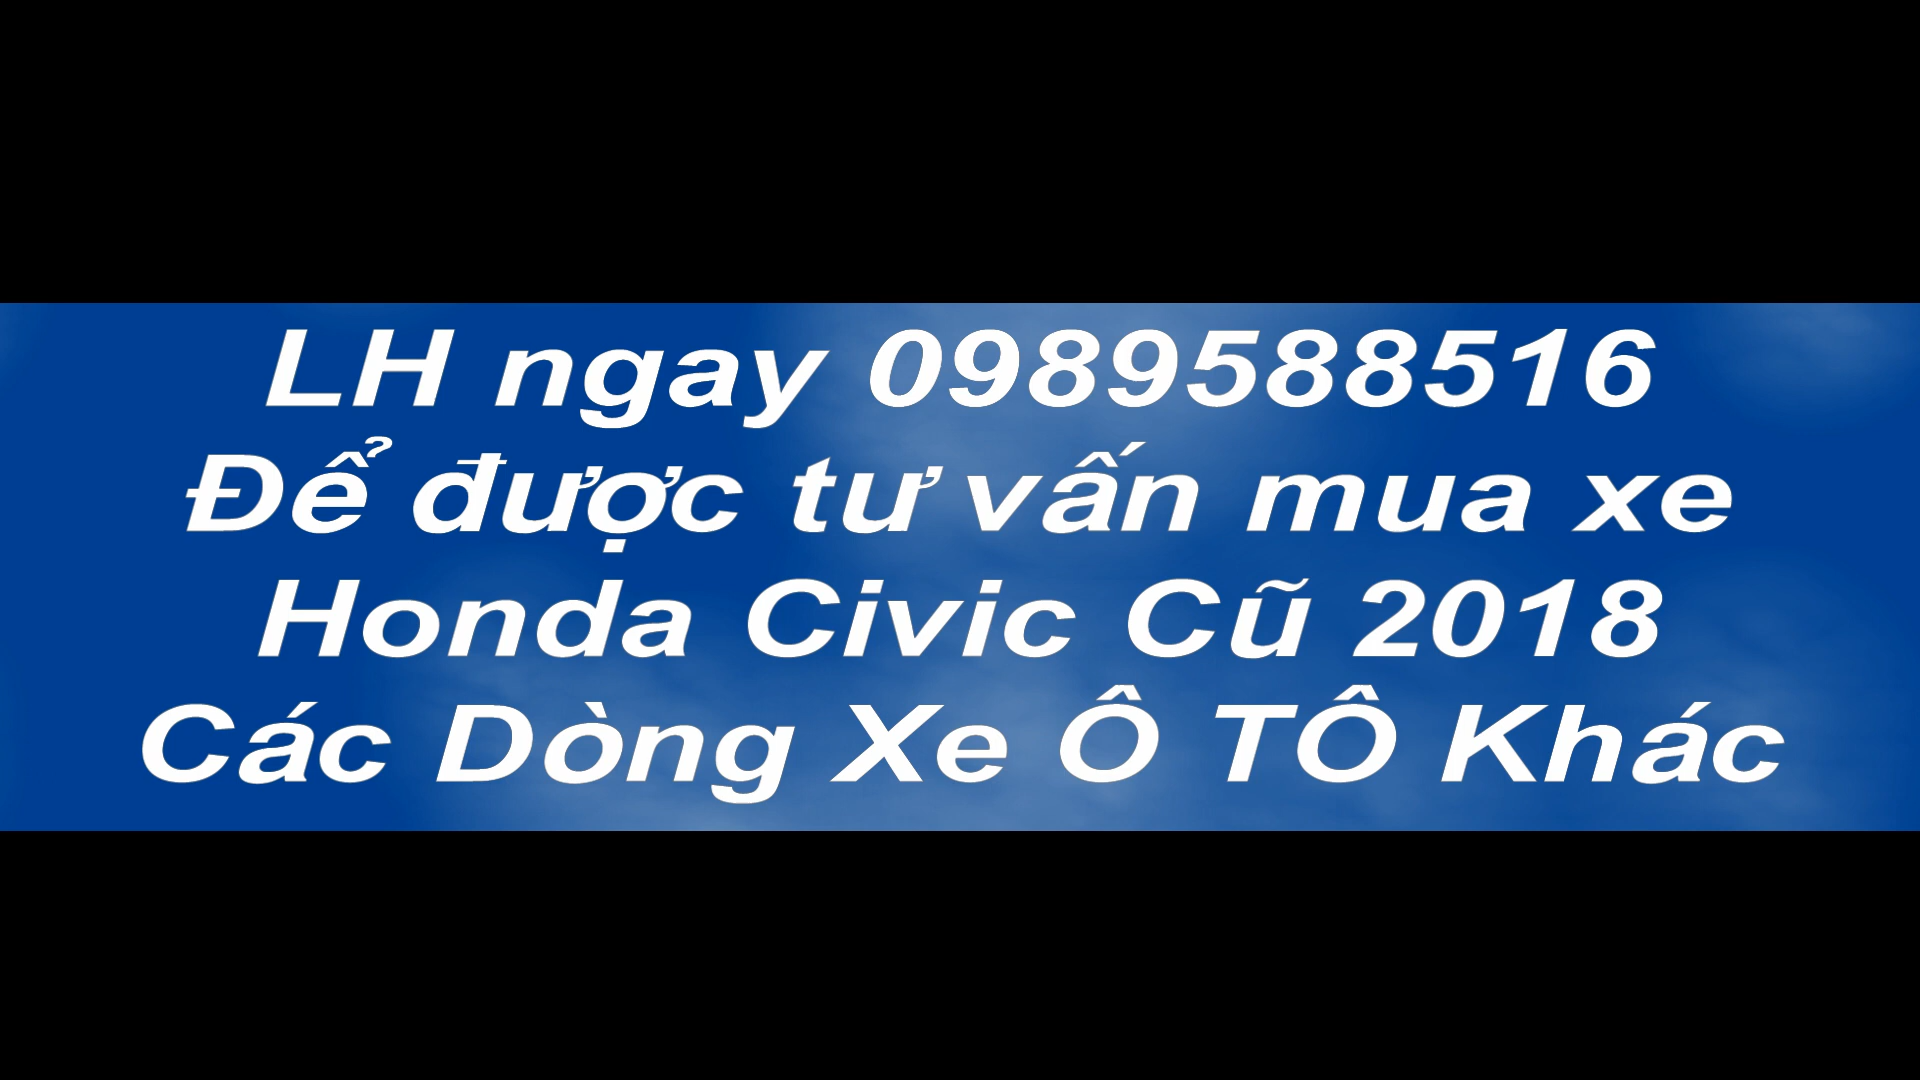 LH ngay 0989588516
Để được tư vấn mua xe
Honda Civic Cũ 2018
Các Dòng Xe Ô TÔ Khác